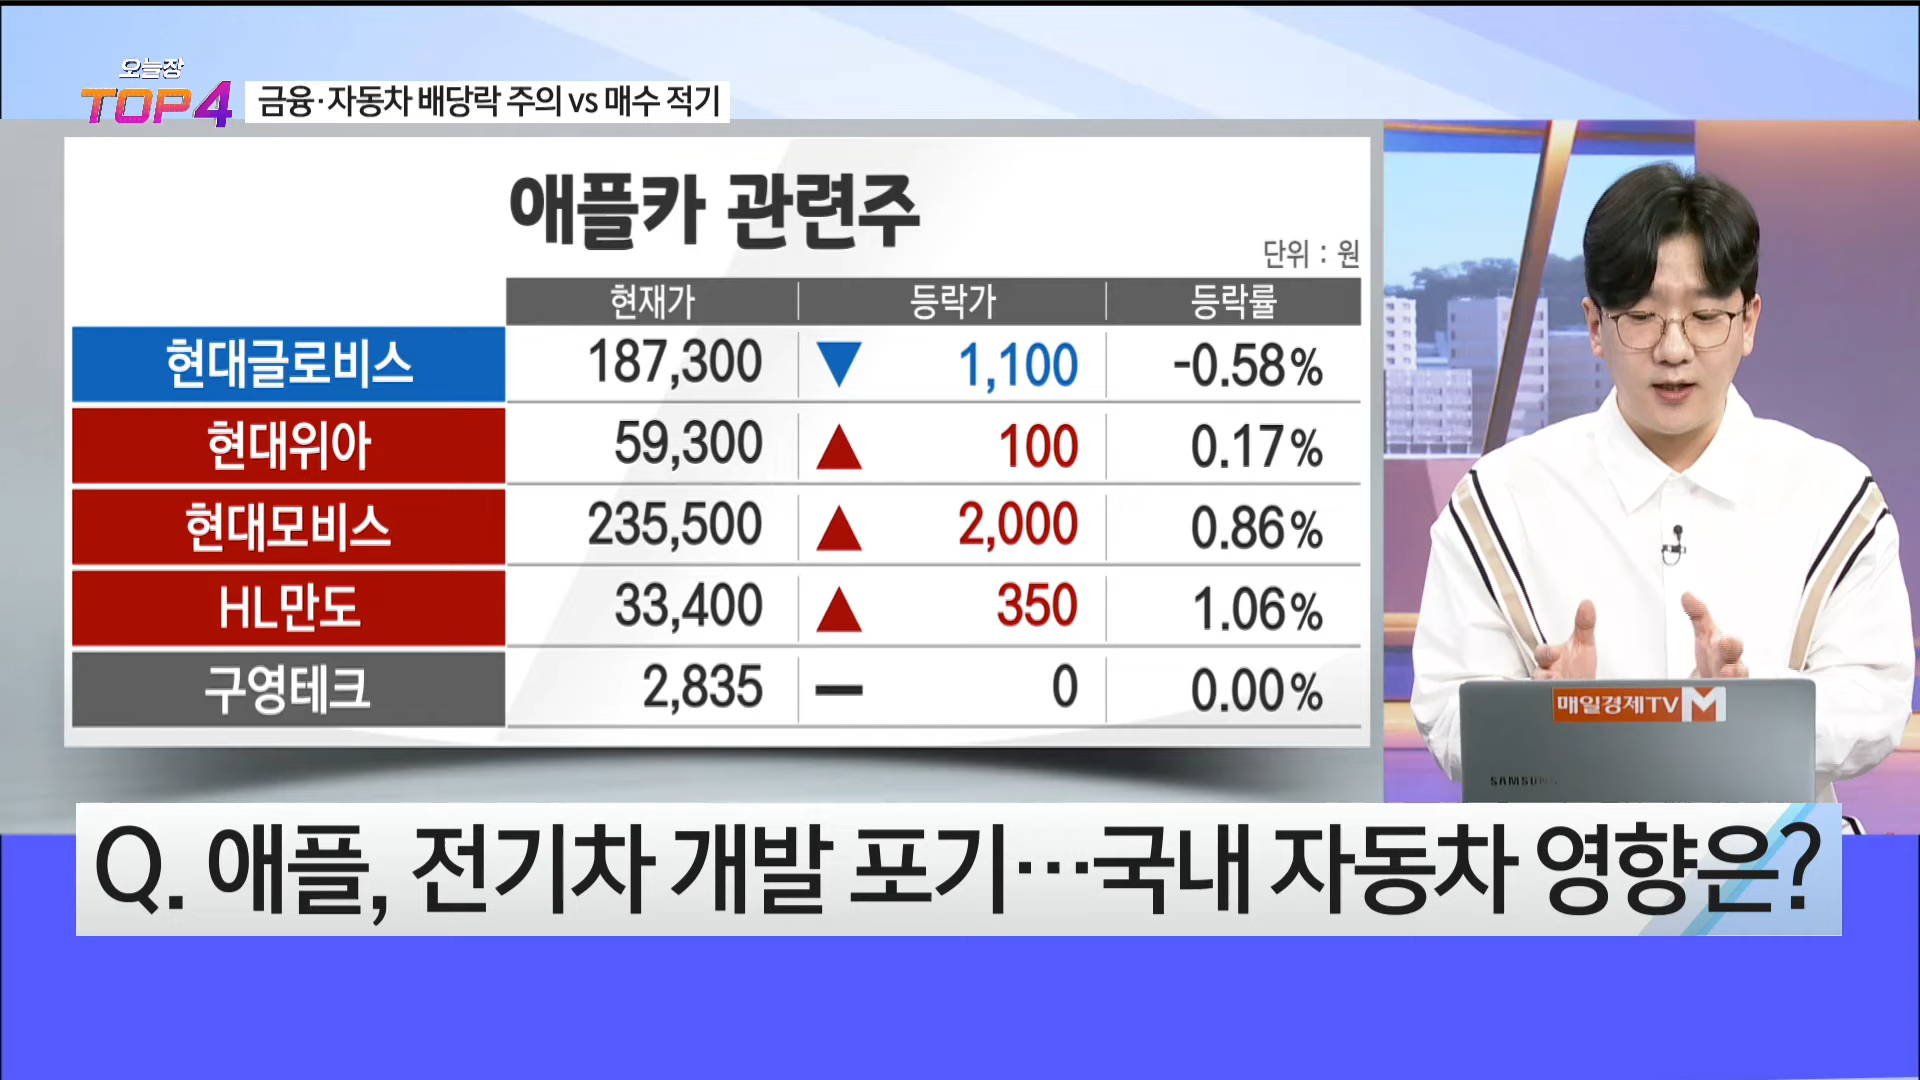 오늘장
TOP4
금융·자동차 배당락 주의 vs 매수 적기
애플카 관련주
단위 : 원
현재가 등락가 등락률
현대글로비스 187,300 ▼ 1,100 -0.58%
현대위아 59,300 ▲ 100 0.17%
현대모비스 235,500 ▲ 2,000 0.86%
HL만도 33,400 ▲ 350 1.06%
구영테크 2,835 – 0 0.00%
매일경제TV M
SAMSUNG
Q. 애플, 전기차 개발 포기…국내 자동차 영향은?